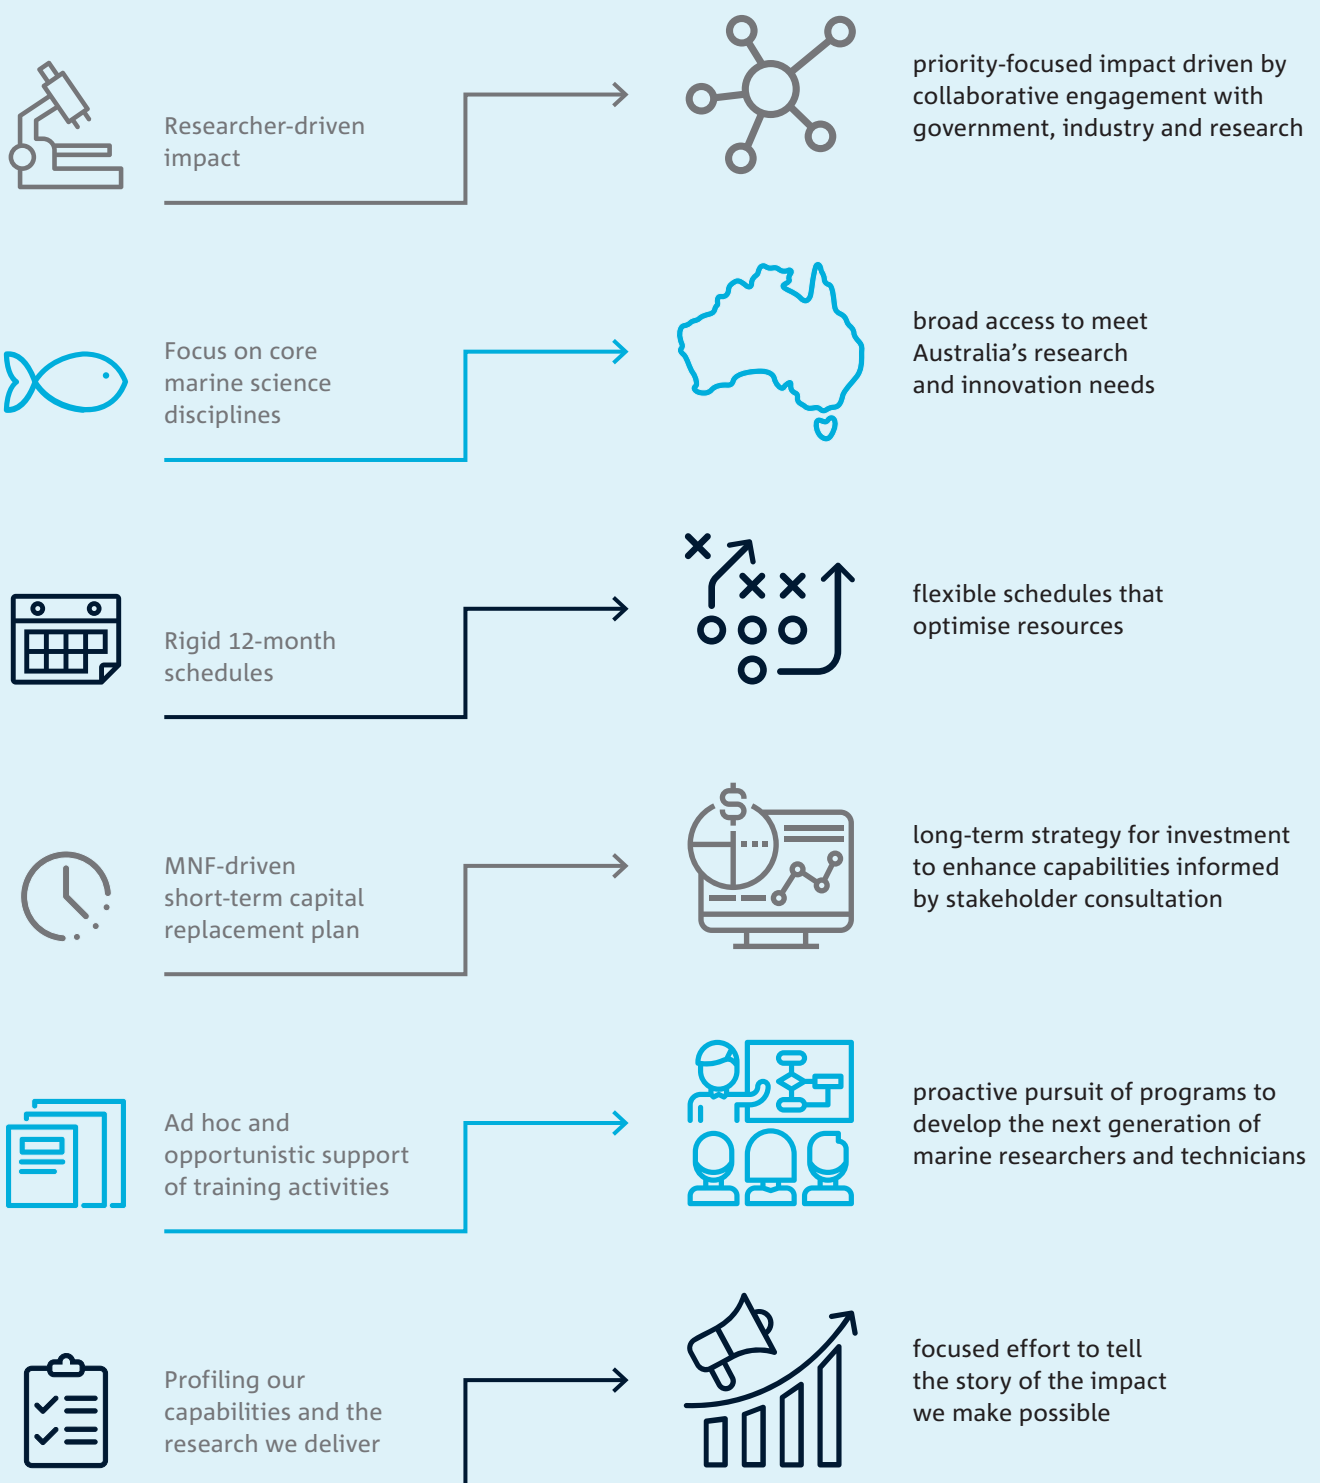 Researcher-driven
impact
priority-focused impact driven by
collaborative engagement with
government, industry and research
Focus on core
marine science
disciplines
broad access to meet
Australia’s research
and innovation needs
Rigid 12-month
schedules
flexible schedules that
optimise resources
MNF-driven
short-term capital
replacement plan
long-term strategy for investment
to enhance capabilities informed
by stakeholder consultation
Ad hoc and
opportunistic support
of training activities
proactive pursuit of programs to
develop the next generation of
marine researchers and technicians
Profiling our
capabilities and the
research we deliver
focused effort to tell
the story of the impact
we make possible